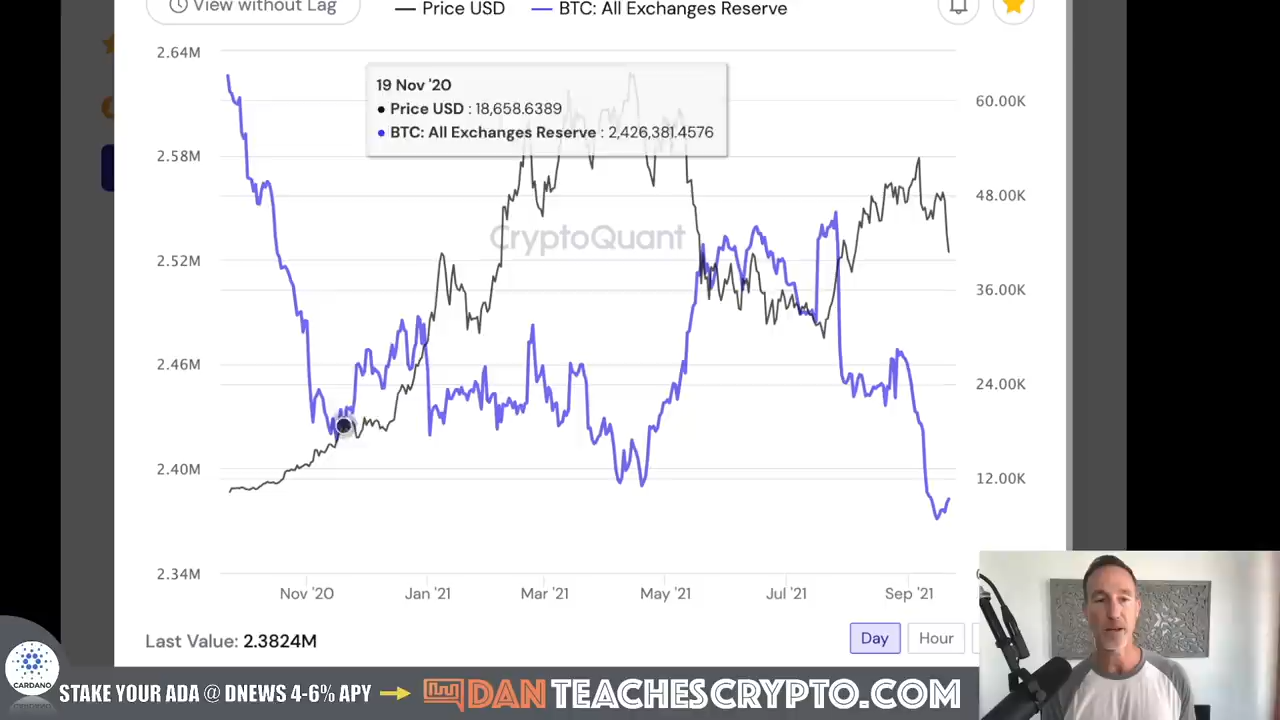 View without Lag
Price USD
BTC: All Exchanges Reserve
2.64M
19 Nov '20
Price USD : 18,658.6389
BTC: All Exchanges Reserve : 2,426,381.4576
60.00K
2.58M
48.00K
CryptoQuant
2.52M
36.00K
2.46M
24.00K
2.40M
12.00K
2.34M
Nov '20
Jan '21
Mar '21
May '21
Jul '21
Sep '21
Last Value: 2.3824M
Day
Hour
CARDANO
STAKE YOUR ADA @ DNEWS 4-6% APY
DANTEACHESCRYPTO.COM